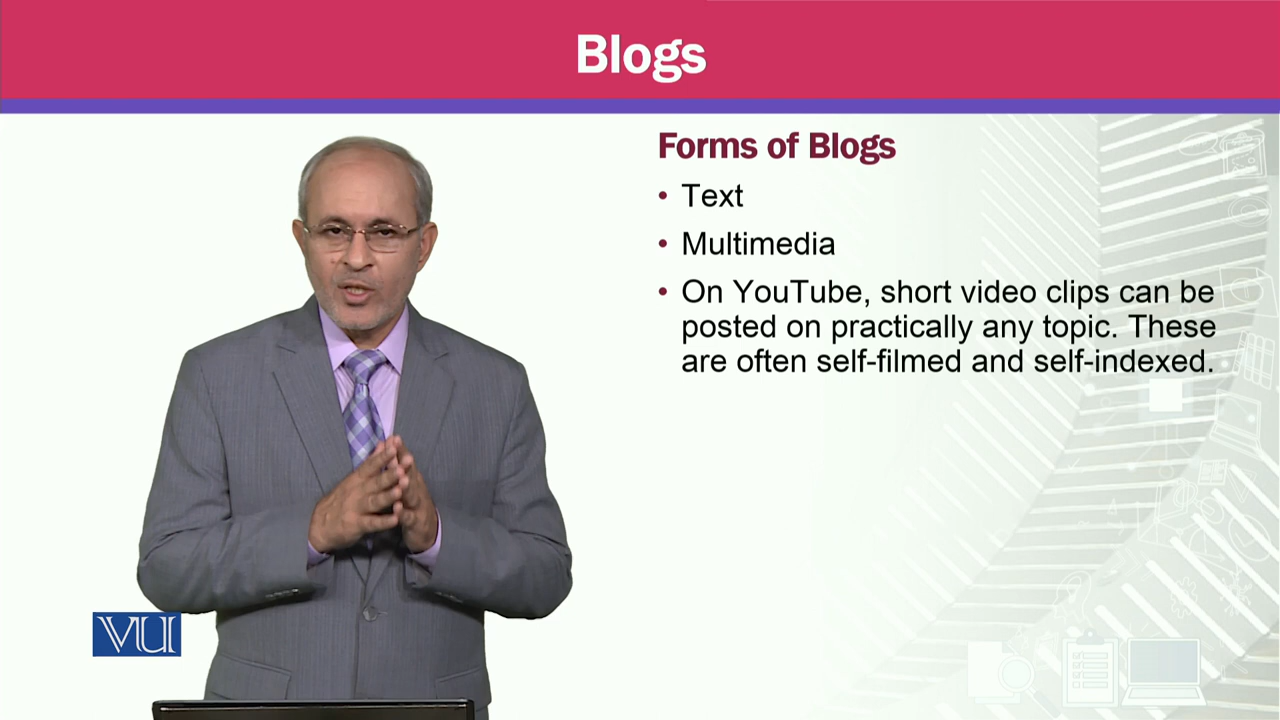 Blogs
Forms of Blogs
• Text
• Multimedia
• On YouTube, short video clips can be
posted on practically any topic. These
are often self-filmed and self-indexed.
VU